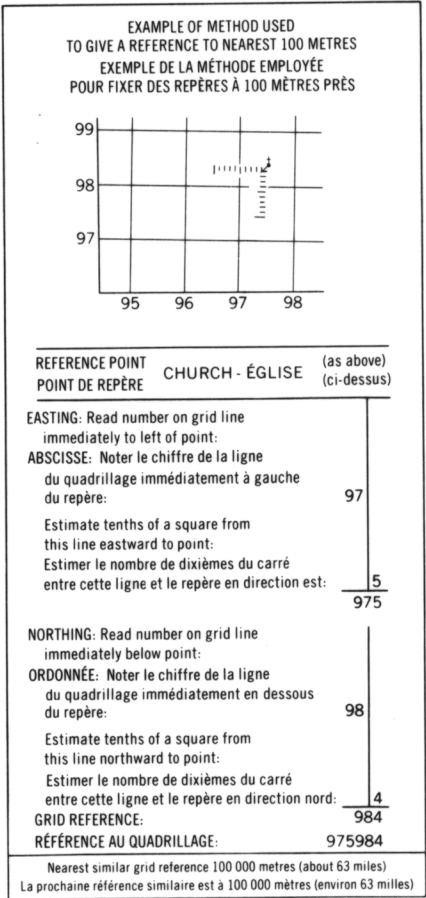 EXAMPLE OF METHOD USED
TO GIVE A REFERENCE TO NEAREST 100 METRES
EXEMPLE DE LA MÉTHODE EMPLOYÉE
POUR FIXER DES REPÈRES À 100 MÈTRES PRÈS
99
98
97
95 96 97 98
REFERENCE POINT
POINT DE REPÈRE
CHURCH - ÉGLISE
(as above)
(ci-dessus)
EASTING: Read number on grid line
immediately to left of point:
ABSCISSE: Noter le chiffre de la ligne
du quadrillage immédiatement à gauche
du repère: 97
Estimate tenths of a square from
this line eastward to point:
Estimer le nombre de dixièmes du carré
entre cette ligne et le repère en direction est: 5
975
NORTHING: Read number on grid line
immediately below point:
ORDONNÉE: Noter le chiffre de la ligne
du quadrillage immédiatement en dessous
du repère: 98
Estimate tenths of a square from
this line northward to point:
Estimer le nombre de dixièmes du carré
entre cette ligne et le repère en direction nord: 4
GRID REFERENCE: 984
RÉFÉRENCE AU QUADRILLAGE: 975984
Nearest similar grid reference 100 000 metres (about 63 miles)
La prochaine référence similaire est à 100 000 mètres (environ 63 milles)